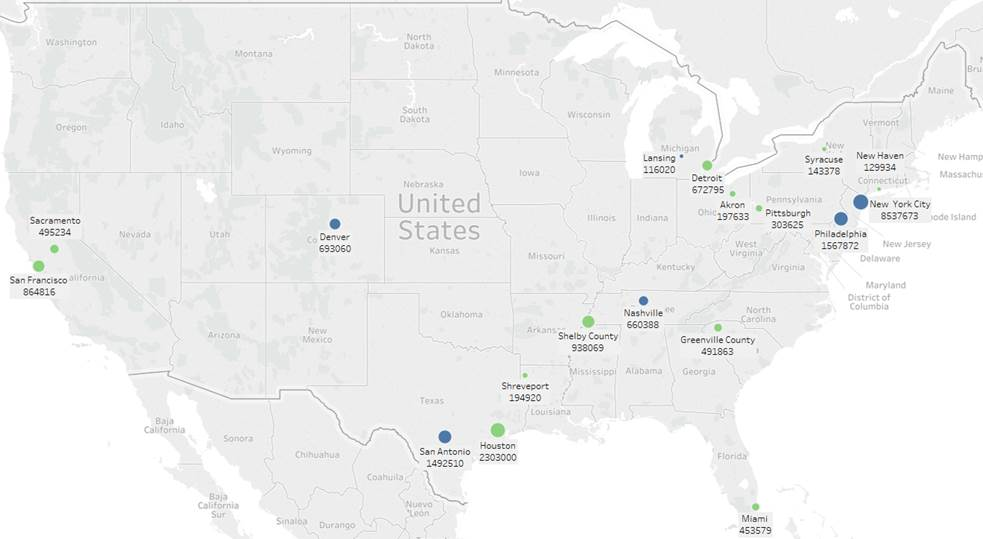 Washington
Montana
North
Dakota
Minnesota
Maine
Oregon
Idaho
South
Dakota
Wisconsin
Vermont
Wyoming
Michigan
Lansing
116020
Detroit
672795
New
Syracuse
143378
New Haven
129934
New Hamp
Massachu
Iowa
Connecticut
Nebraska
United
States
Illinois
Indiana
Ohio
Akron
197633
Pennsylvania
Pittsburgh
303625
New York City
8537673
ode Island
Philadelphia
1567872
New Jersey
Delaware
Sacramento
495234
Nevada
Utah
Co
Denver
693060
Kansas
Missouri
West
Virginia
Virginia
Kentucky
Maryland
District of
Columbia
San Francisco
864816
alifornia
Nashville
660388
ee
North
Carolina
Arizona
New
Mexico
Oklahoma
Arkans
Shelby County
938069
Greenville County
491863
Mississippi
Alabama
Georgia
Shreveport
194920
Texas
Louisiana
Baja
California
Sonora
Chihuahua
San Antonio
1492510
Houston
2303000
Florida
Coahuila
Baja
California
Sur
Sinaloa
Durango
Nuevo
León
Miami
453579